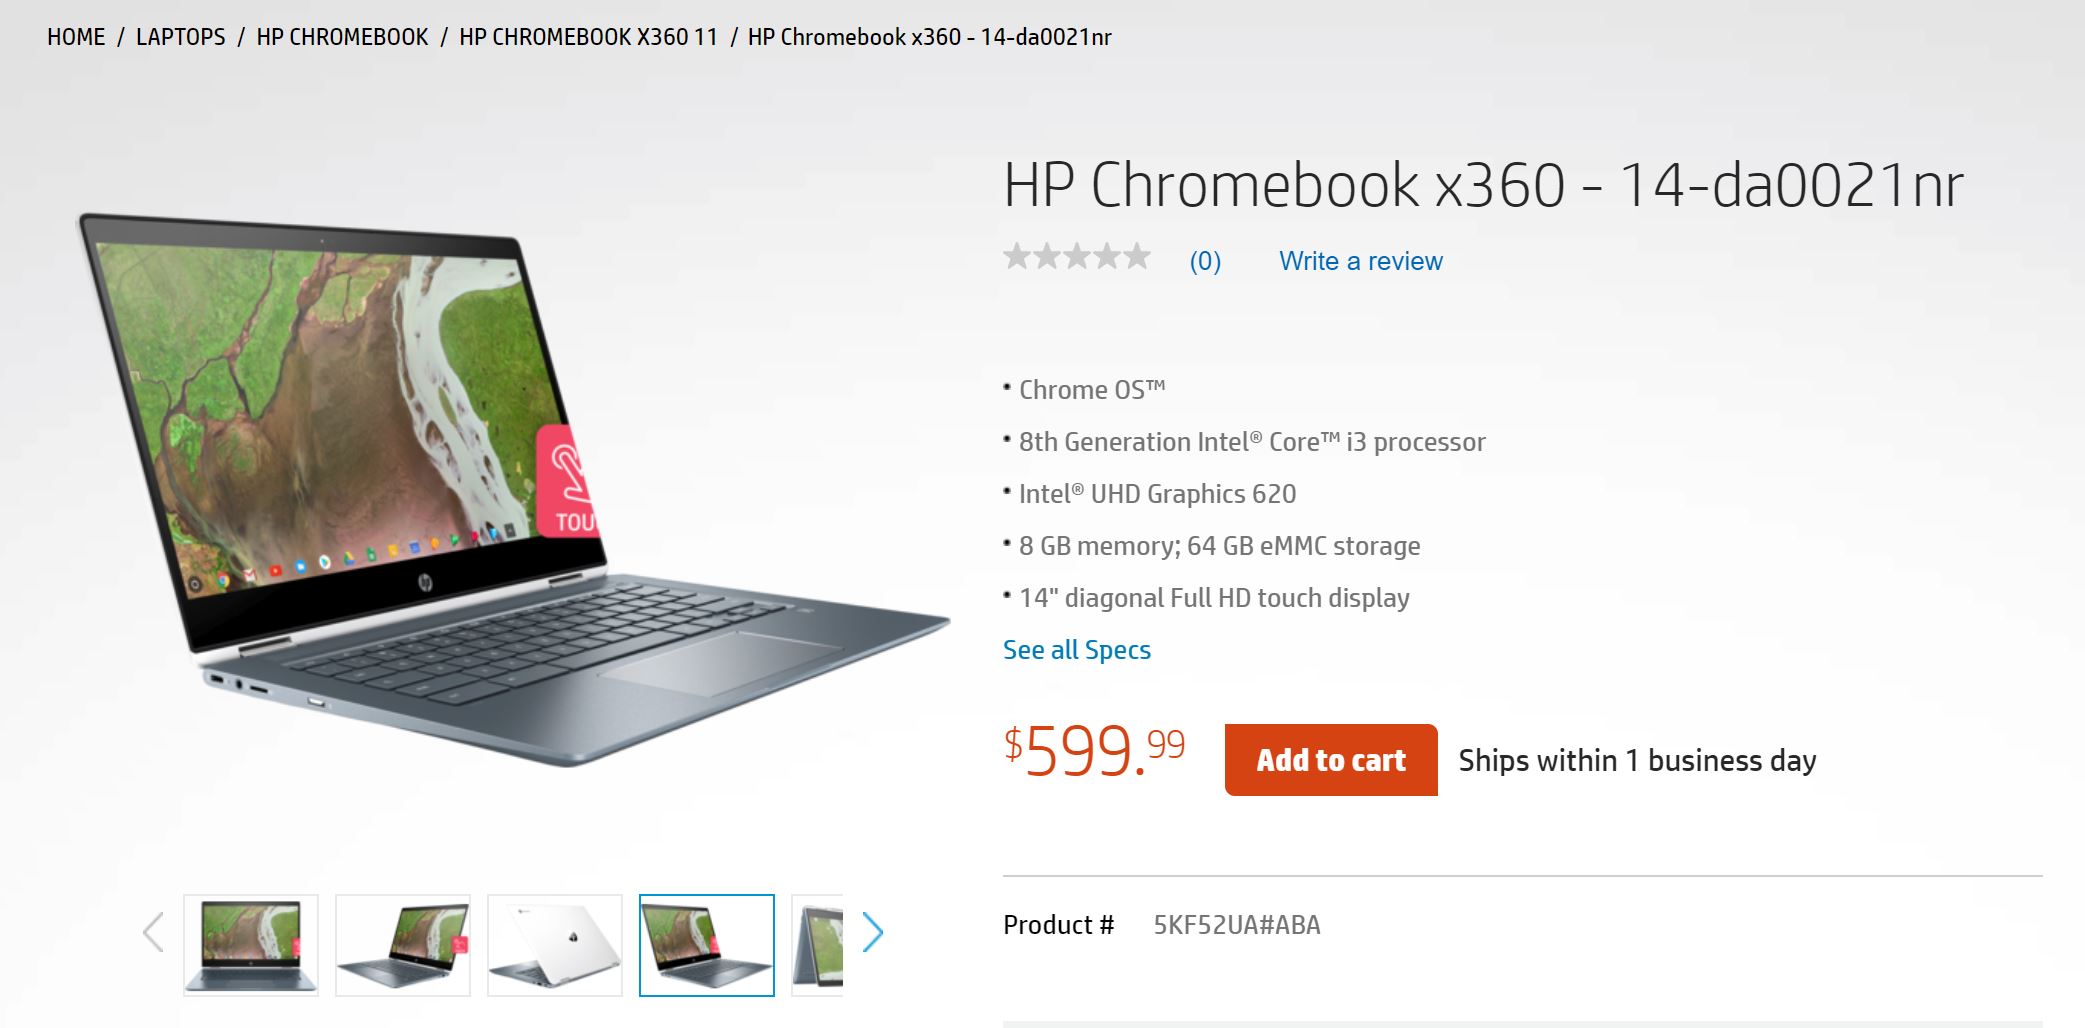 HOME / LAPTOPS / HP CHROMEBOOK / HP CHROMEBOOK X360 11 / HP Chromebook x360 - 14-da0021nr
HP Chromebook x360 - 14-da0021nr
(0) Write a review
• Chrome OS™
• 8th Generation Intel® Core™ i3 processor
• Intel® UHD Graphics 620
• 8 GB memory; 64 GB eMMC storage
• 14" diagonal Full HD touch display
See all Specs
$599.99 Add to cart Ships within 1 business day
Product # 5KF52UA#ABA
hp
TOU